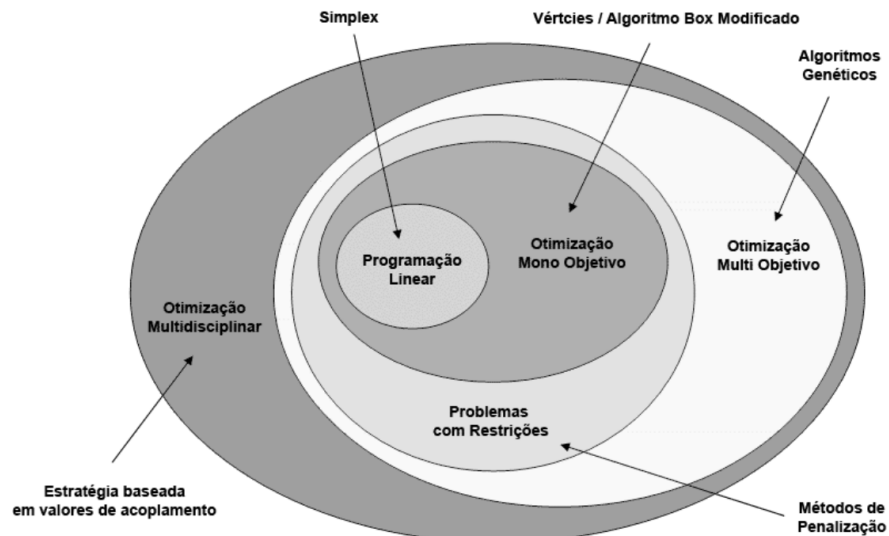 Simplex
Vértcies / Algoritmo Box Modificado
Algoritmos
Genéticos
Programação
Linear
Otimização
Mono Objetivo
Otimização
Multi Objetivo
Otimização
Multidisciplinar
Problemas
com Restrições
Estratégia baseada
em valores de acoplamento
Métodos de
Penalização